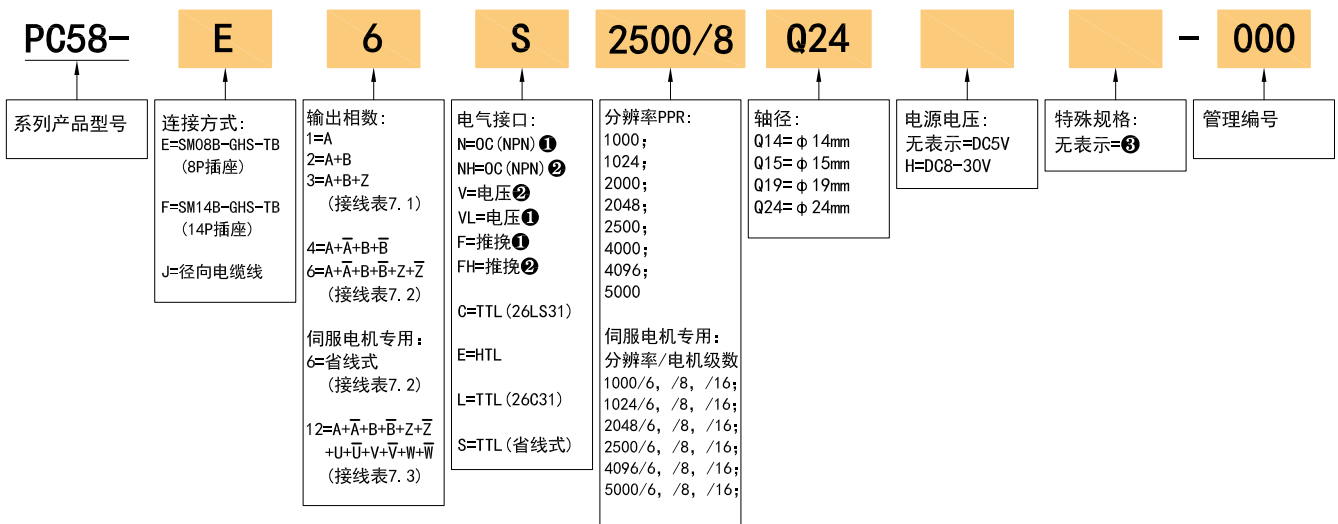 PC58-
E
6
S
2500/8
Q24
-
000
系列产品型号
连接方式:
E=SM08B-GHS-TB
(8P插座)
F=SM14B-GHS-TB
(14P插座)
J=径向电缆线
输出相数:
1=A
2=A+B
3=A+B+Z
(接线表7.1)
4=A+A̅+B+B̅
6=A+A̅+B+B̅+Z+Z̅
(接线表7.2)
伺服电机专用:
6=省线式
(接线表7.2)
12=A+A̅+B+B̅+Z+Z̅
+U+U̅+V+V̅+W+W̅
(接线表7.3)
电气接口:
N=OC(NPN)❶
NH=OC(NPN)❷
V=电压❷
VL=电压❶
F=推挽❶
FH=推挽❷
C=TTL(26LS31)
E=HTL
L=TTL(26C31)
S=TTL(省线式)
分辨率PPR:
1000;
1024;
2000;
2048;
2500;
4000;
4096;
5000
伺服电机专用:
分辨率/电机级数
1000/6, /8, /16;
1024/6, /8, /16;
2048/6, /8, /16;
2500/6, /8, /16;
4096/6, /8, /16;
5000/6, /8, /16;
轴径:
Q14=φ14mm
Q15=φ15mm
Q19=φ19mm
Q24=φ24mm
电源电压:
无表示=DC5V
H=DC8-30V
特殊规格:
无表示=❸
管理编号